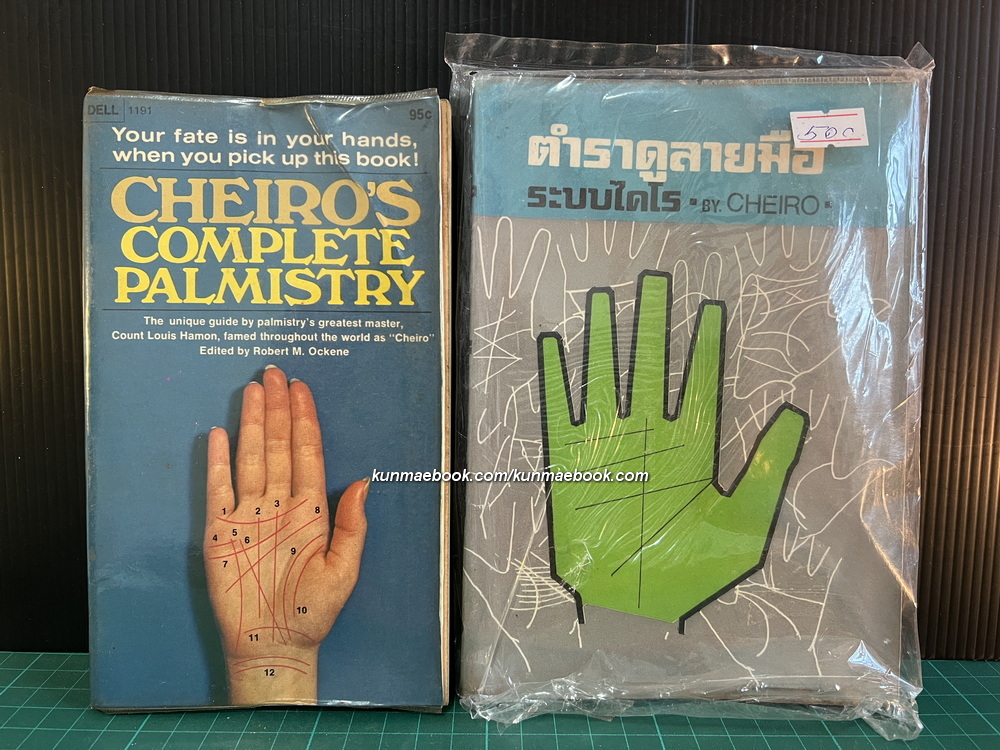 DELL 1191 95c
Your fate is in your hands,
when you pick up this book!
CHEIRO'S
COMPLETE
PALMISTRY
The unique guide by palmistry's greatest master,
Count Louis Hamon, famed throughout the world as "Cheiro"
Edited by Robert M. Ockene
1 2 3 8
4 5 6 9
7
10
11
12
500
ตำราดูลายมือ
ระบบไคโร • BY. CHEIRO •
kunmaebook.com/kunmaebook.com